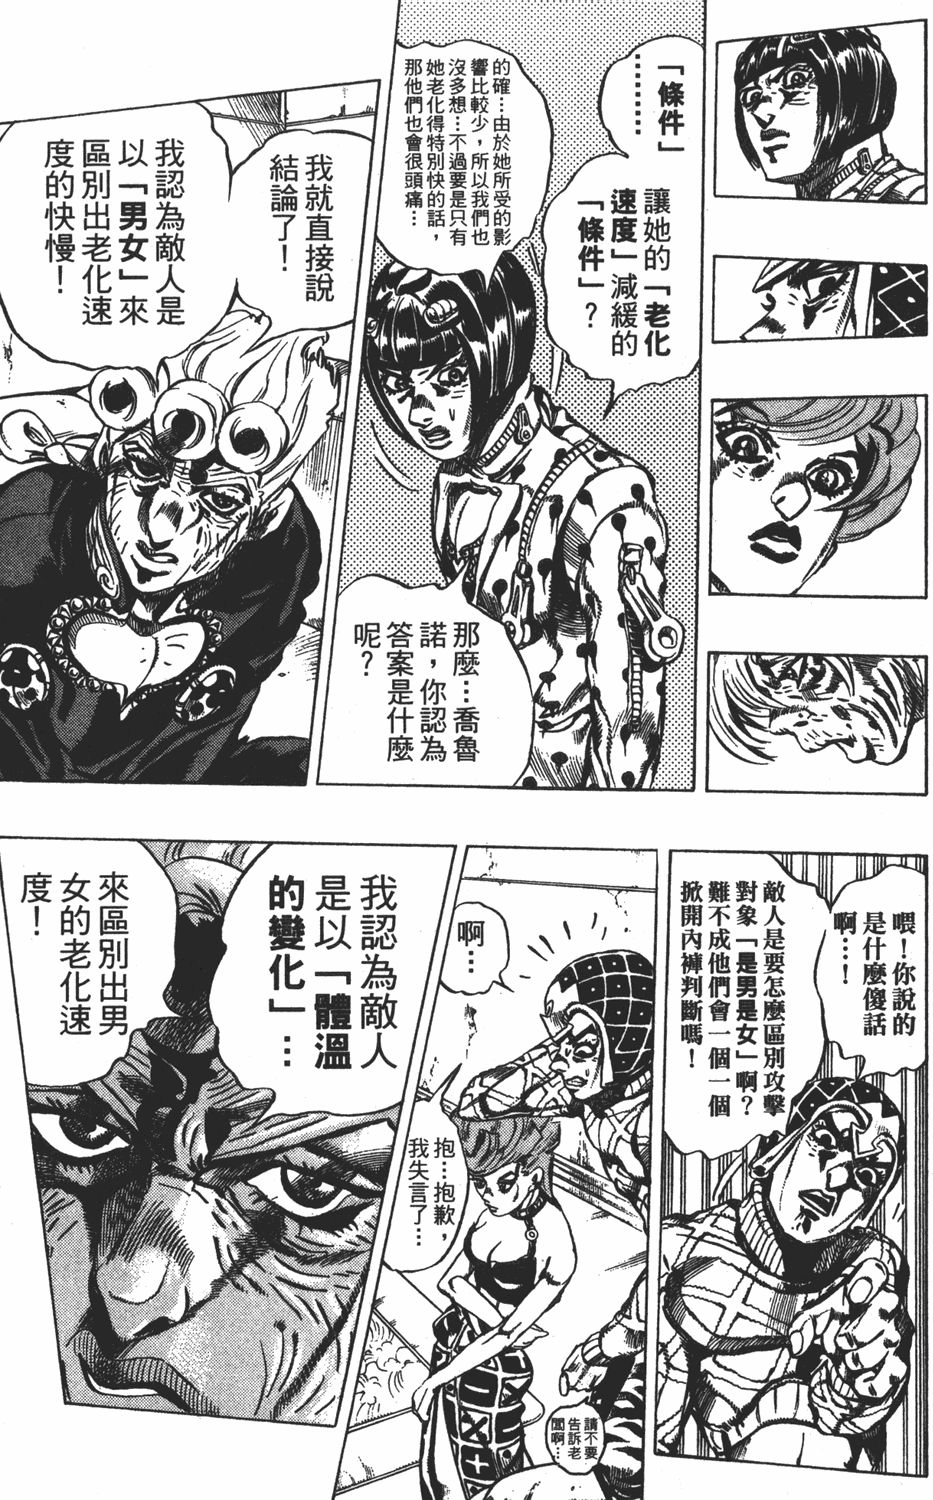 「條件」
………
讓她的「老化
速度」減緩的
「條件」？
的確…由於她所受的影
響比較少，所以我們也
沒多想…不過要是只有
她老化得特別快的話，
那他們也會很頭痛…
那麼…喬魯
諾，你認為
答案是什麼
呢？
我就直接說
結論了！
我認為敵人是
以「男女」來
區別出老化速
度的快慢！
喂！你說的
是什麼傻話
啊…！
敵人是要怎麼區別攻擊
對象「是男是女」啊？
難不成他們會一個一個
掀開內褲判斷嗎！
啊…
抱…抱歉，
我失言了…
請不要
告訴老
闆啊…
我認為敵人
是以「體溫
的變化」…
來區別出男
女的老化速
度！